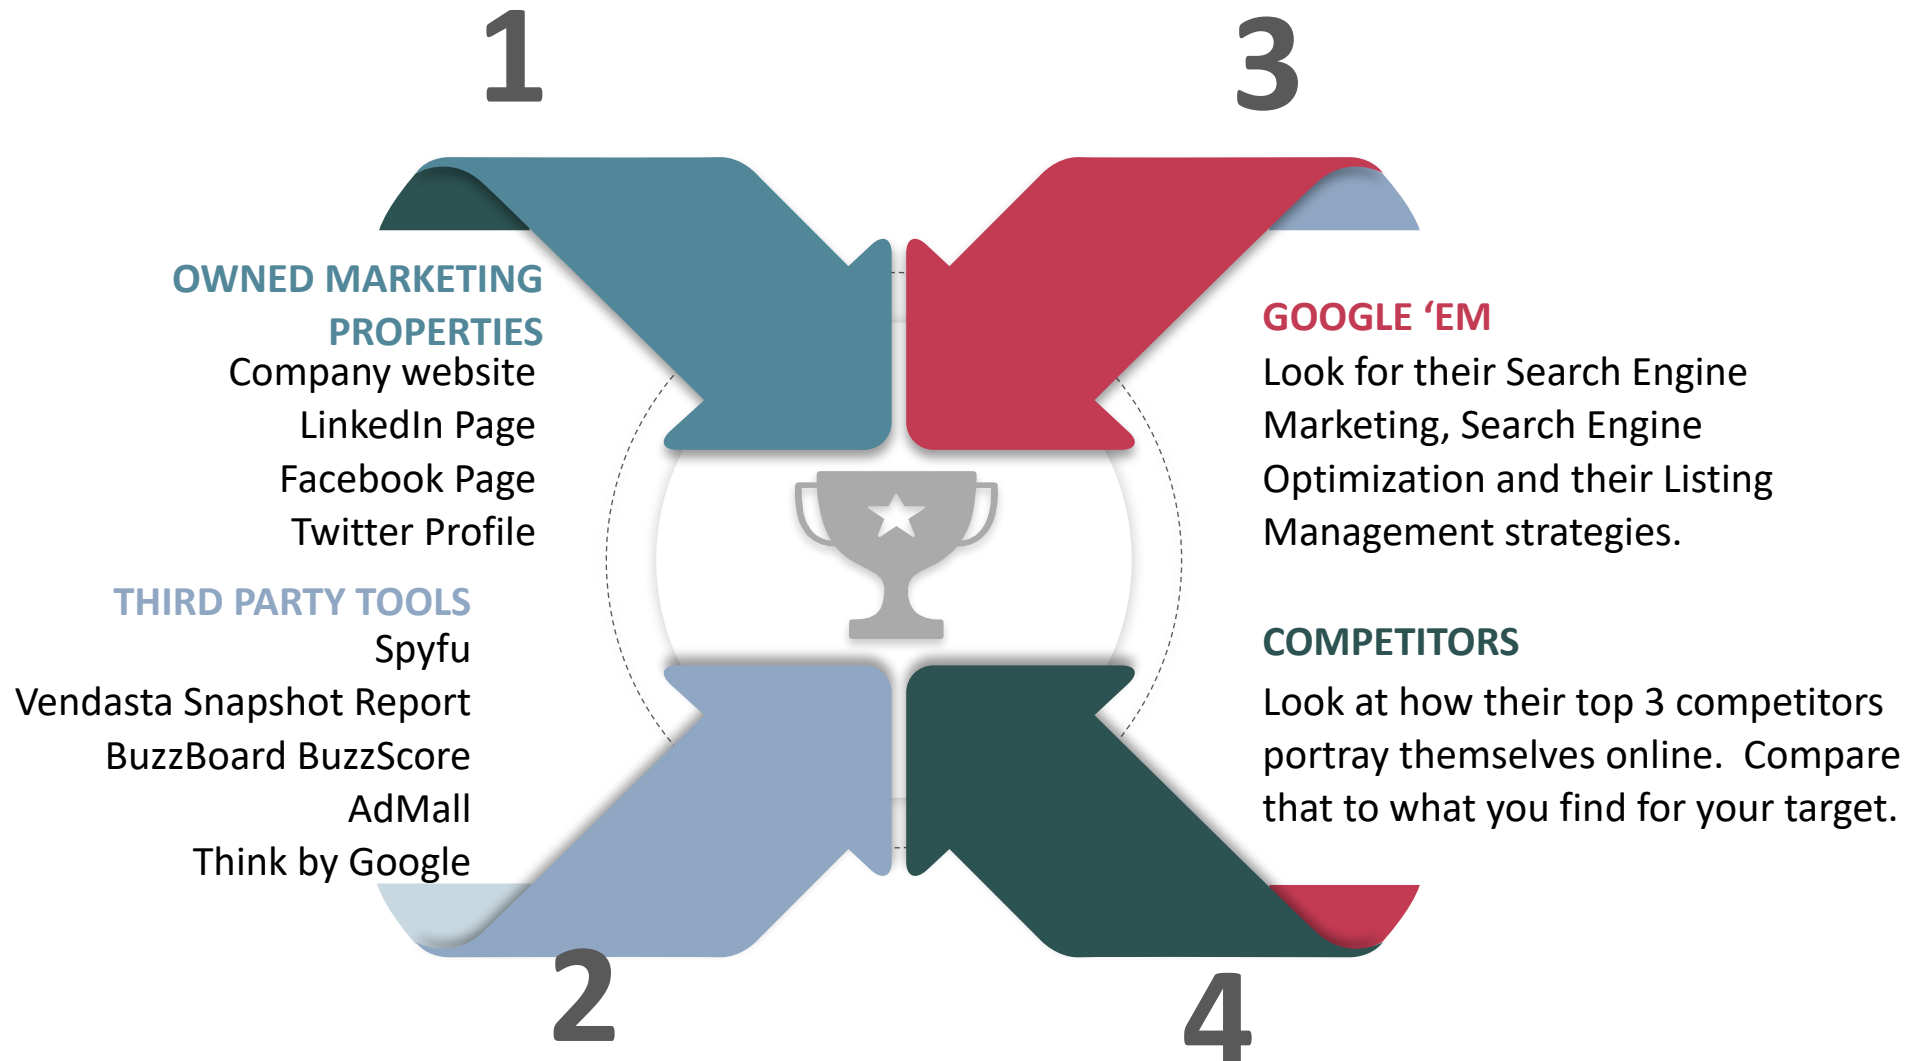 1
OWNED MARKETING
PROPERTIES
Company website
LinkedIn Page
Facebook Page
Twitter Profile
THIRD PARTY TOOLS
Spyfu
Vendasta Snapshot Report
BuzzBoard BuzzScore
AdMall
Think by Google
2
3
GOOGLE ‘EM
Look for their Search Engine
Marketing, Search Engine
Optimization and their Listing
Management strategies.
COMPETITORS
Look at how their top 3 competitors
portray themselves online.  Compare
that to what you find for your target.
4